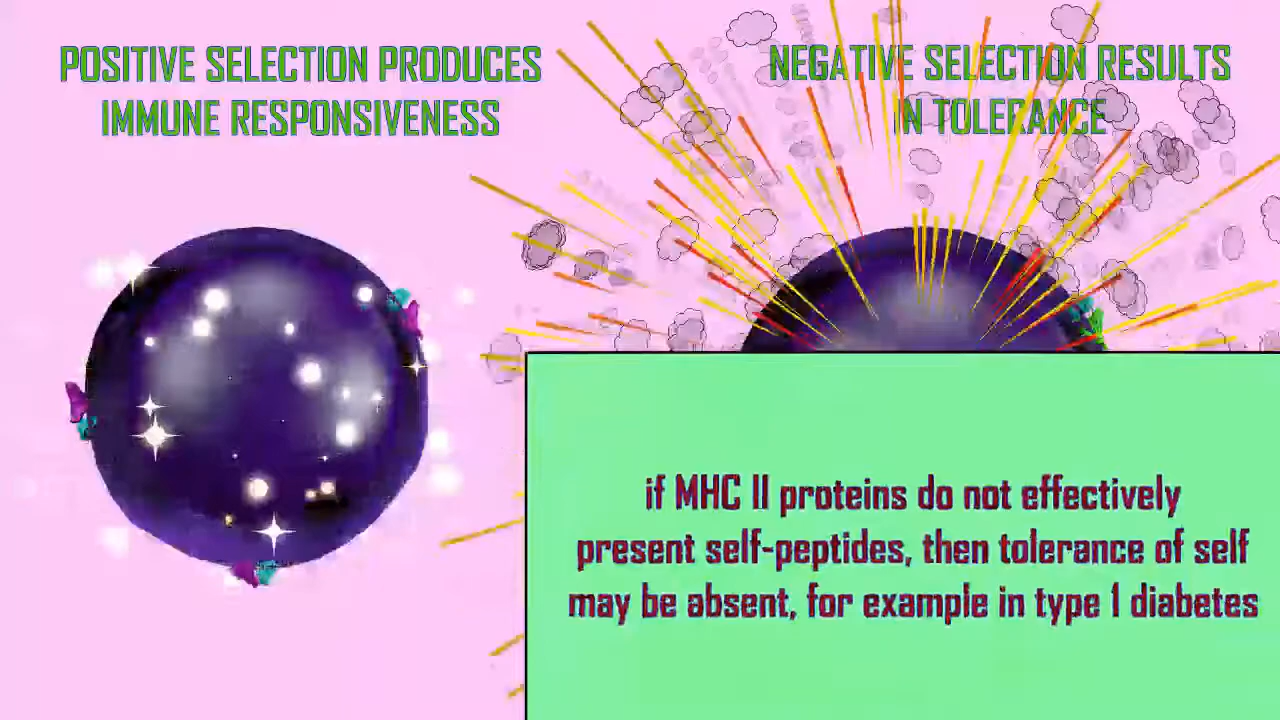 POSITIVE SELECTION PRODUCES
IMMUNE RESPONSIVENESS
NEGATIVE SELECTION RESULTS
IN TOLERANCE
if MHC II proteins do not effectively
present self-peptides, then tolerance of self
may be absent, for example in type 1 diabetes